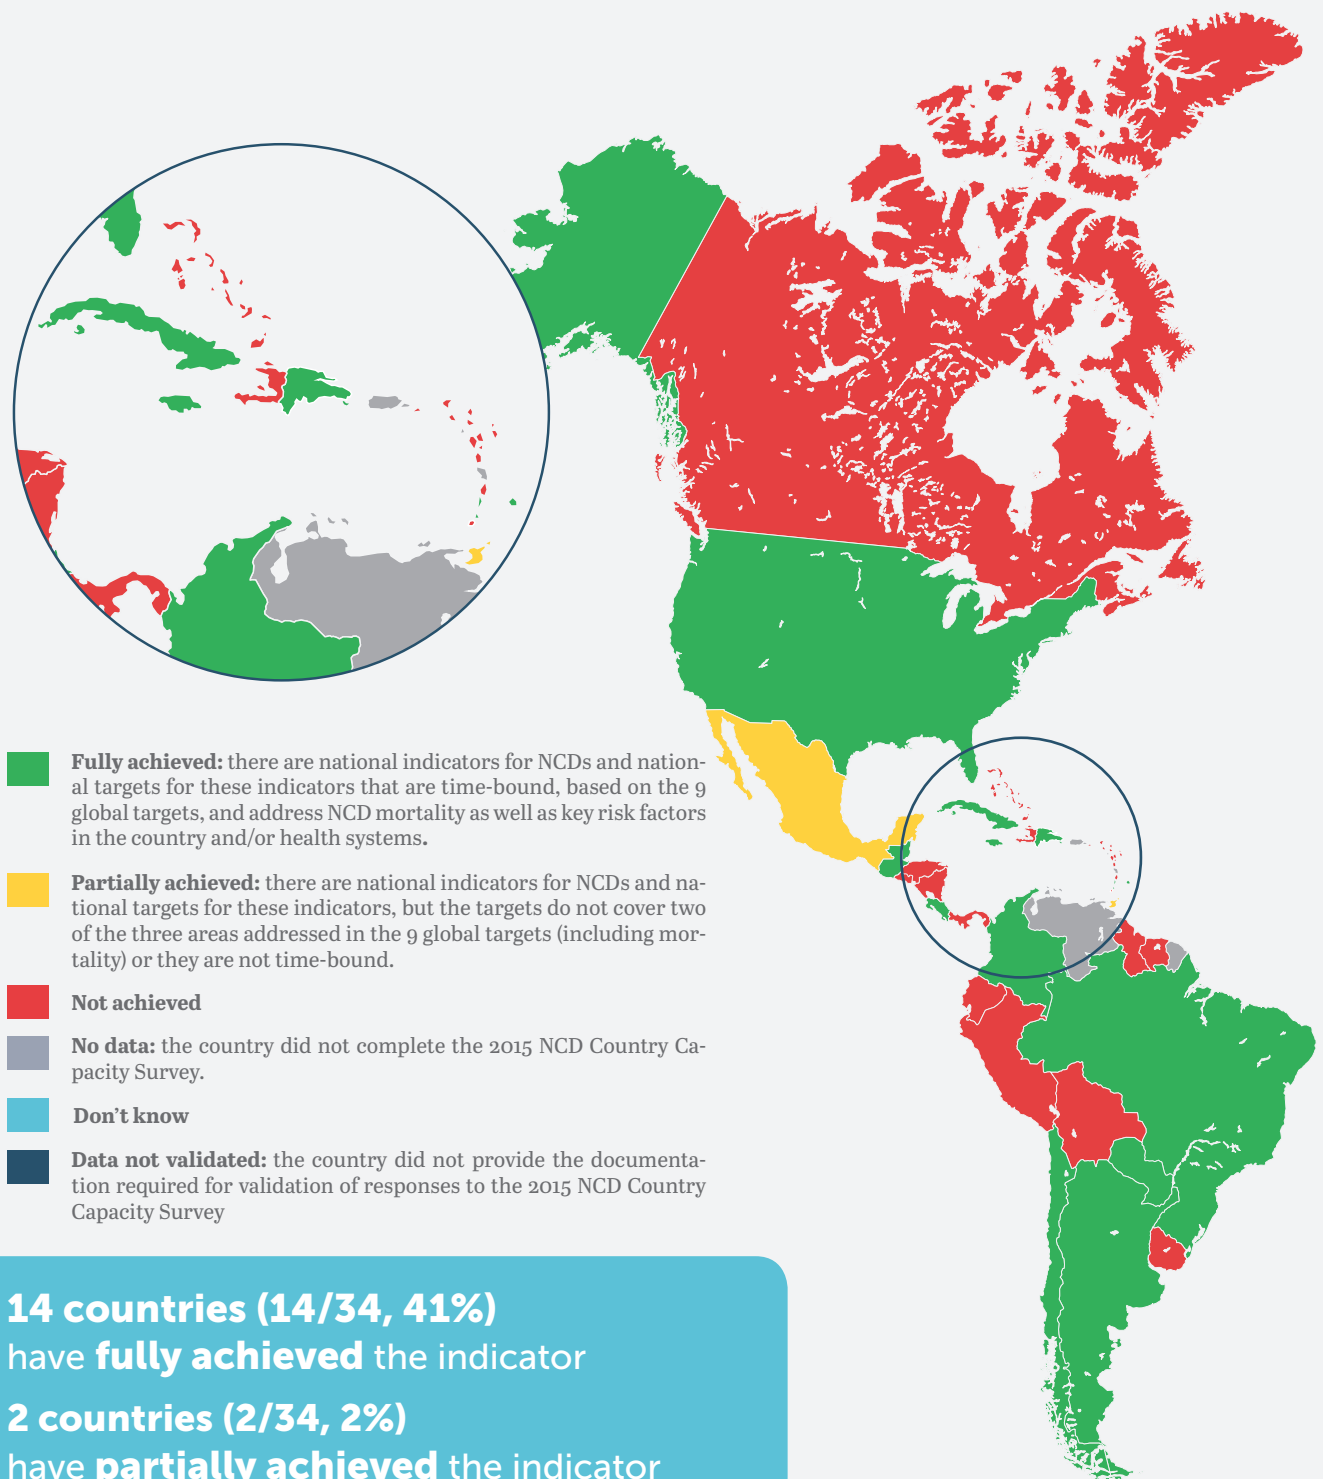 Fully achieved: there are national indicators for NCDs and nation-
al targets for these indicators that are time-bound, based on the 9
global targets, and address NCD mortality as well as key risk factors
in the country and/or health systems.
Partially achieved: there are national indicators for NCDs and na-
tional targets for these indicators, but the targets do not cover two
of the three areas addressed in the 9 global targets (including mor-
tality) or they are not time-bound.
Not achieved
No data: the country did not complete the 2015 NCD Country Ca-
pacity Survey.
Don’t know
Data not validated: the country did not provide the documenta-
tion required for validation of responses to the 2015 NCD Country
Capacity Survey
14 countries (14/34, 41%)
have fully achieved the indicator
2 countries (2/34, 2%)
have partially achieved the indicator